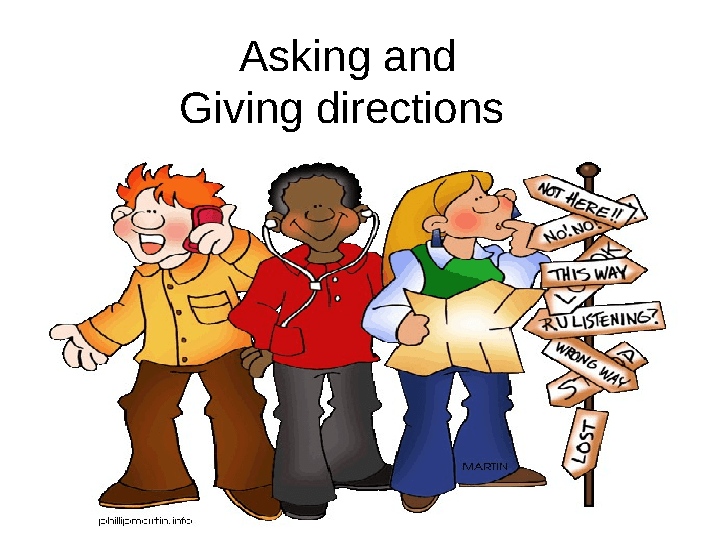 Asking and
Giving directions
NOT HERE!!
NO! NO!
THIS WAY
R U LISTENING?
WRONG WAY
LOST
MARTIN
phillipmartin.info